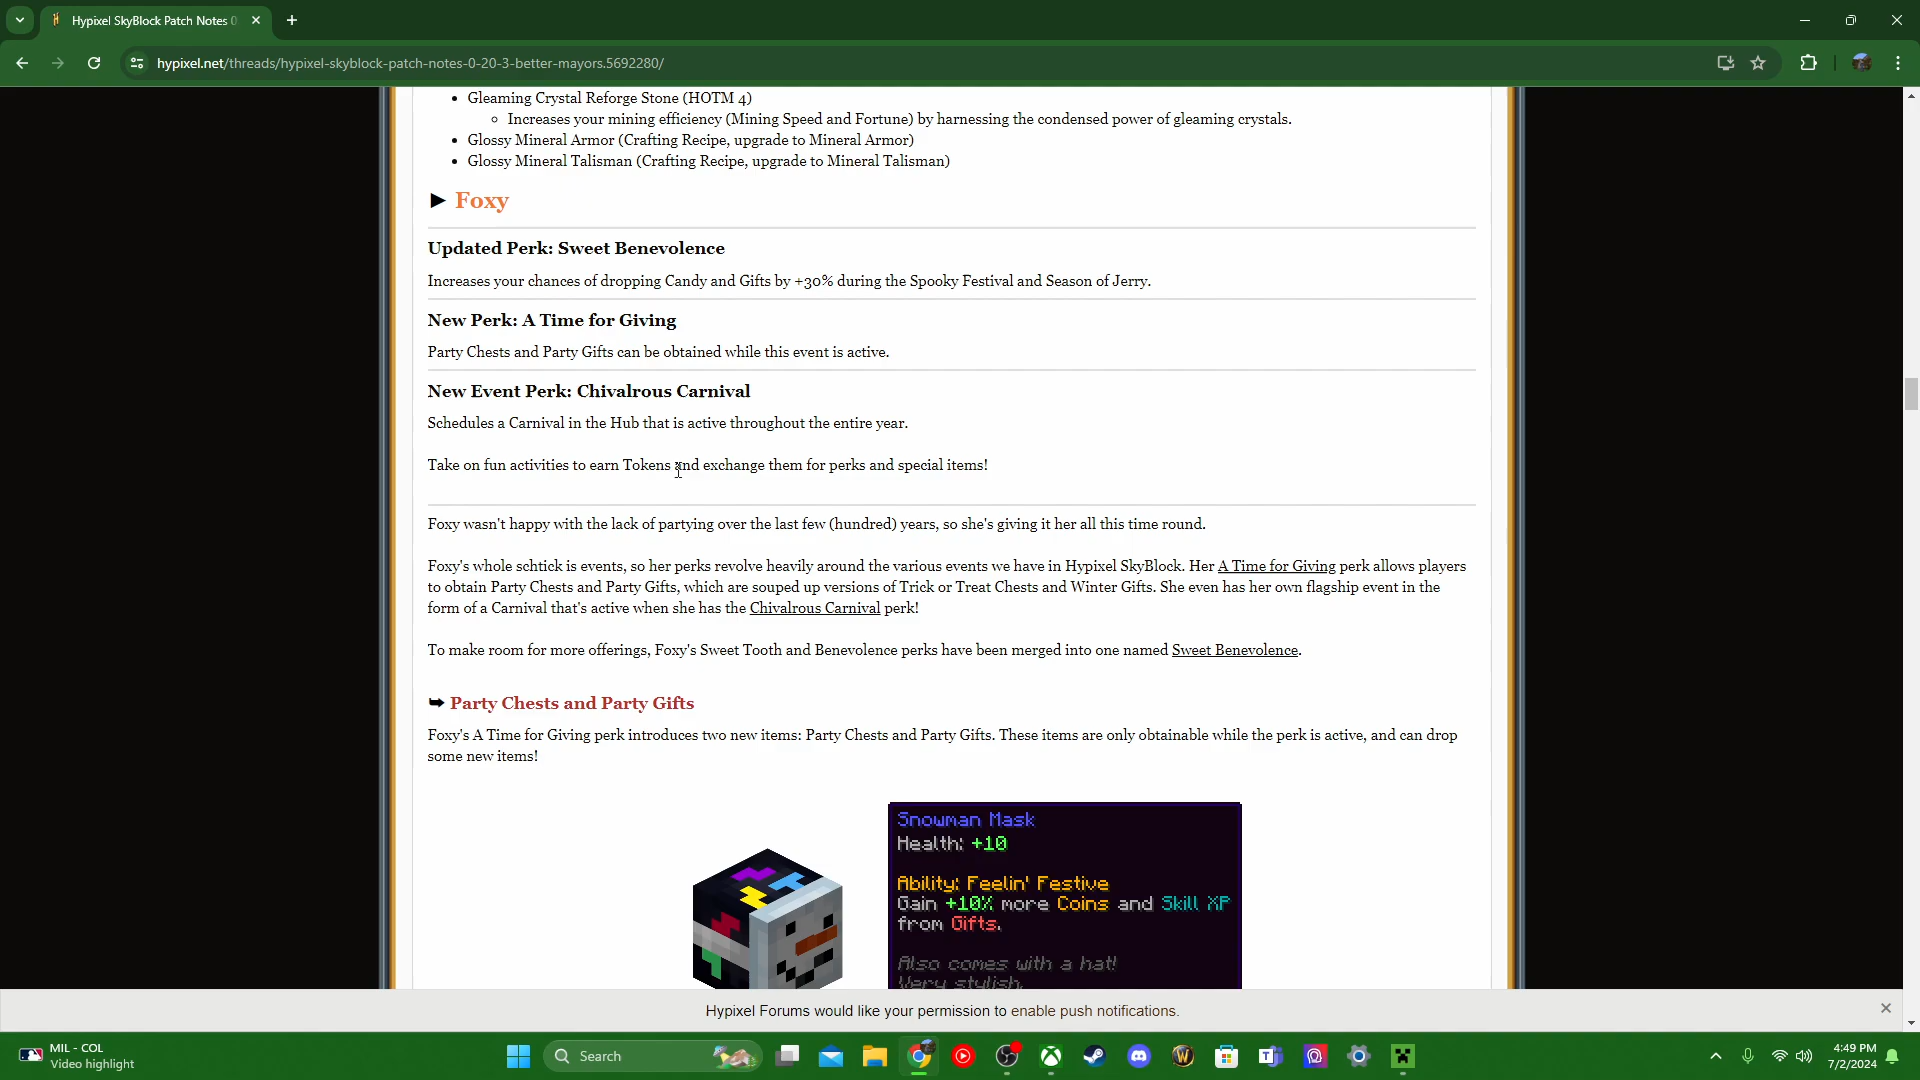 Hypixel SkyBlock Patch Notes 0
hypixel.net/threads/hypixel-skyblock-patch-notes-0-20-3-better-mayors.5692280/
• Gleaming Crystal Reforge Stone (HOTM 4)
◦ Increases your mining efficiency (Mining Speed and Fortune) by harnessing the condensed power of gleaming crystals.
• Glossy Mineral Armor (Crafting Recipe, upgrade to Mineral Armor)
• Glossy Mineral Talisman (Crafting Recipe, upgrade to Mineral Talisman)
► Foxy
Updated Perk: Sweet Benevolence
Increases your chances of dropping Candy and Gifts by +30% during the Spooky Festival and Season of Jerry.
New Perk: A Time for Giving
Party Chests and Party Gifts can be obtained while this event is active.
New Event Perk: Chivalrous Carnival
Schedules a Carnival in the Hub that is active throughout the entire year.
Take on fun activities to earn Tokens and exchange them for perks and special items!
Foxy wasn't happy with the lack of partying over the last few (hundred) years, so she's giving it her all this time round.
Foxy's whole schtick is events, so her perks revolve heavily around the various events we have in Hypixel SkyBlock. Her A Time for Giving perk allows players
to obtain Party Chests and Party Gifts, which are souped up versions of Trick or Treat Chests and Winter Gifts. She even has her own flagship event in the
form of a Carnival that's active when she has the Chivalrous Carnival perk!
To make room for more offerings, Foxy's Sweet Tooth and Benevolence perks have been merged into one named Sweet Benevolence.
➥ Party Chests and Party Gifts
Foxy's A Time for Giving perk introduces two new items: Party Chests and Party Gifts. These items are only obtainable while the perk is active, and can drop
some new items!
Snowman Mask
Health: +10
Ability: Feelin' Festive
Gain +10% more Coins and Skill XP
from Gifts.
Also comes with a hat!
Very stylish.
Hypixel Forums would like your permission to enable push notifications.
MIL - COL
Video highlight
Search
4:49 PM
7/2/2024